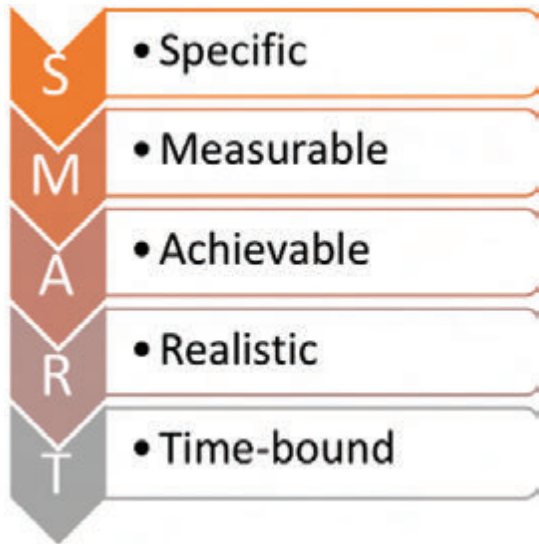 S • Specific
M • Measurable
A • Achievable
R • Realistic
T • Time-bound